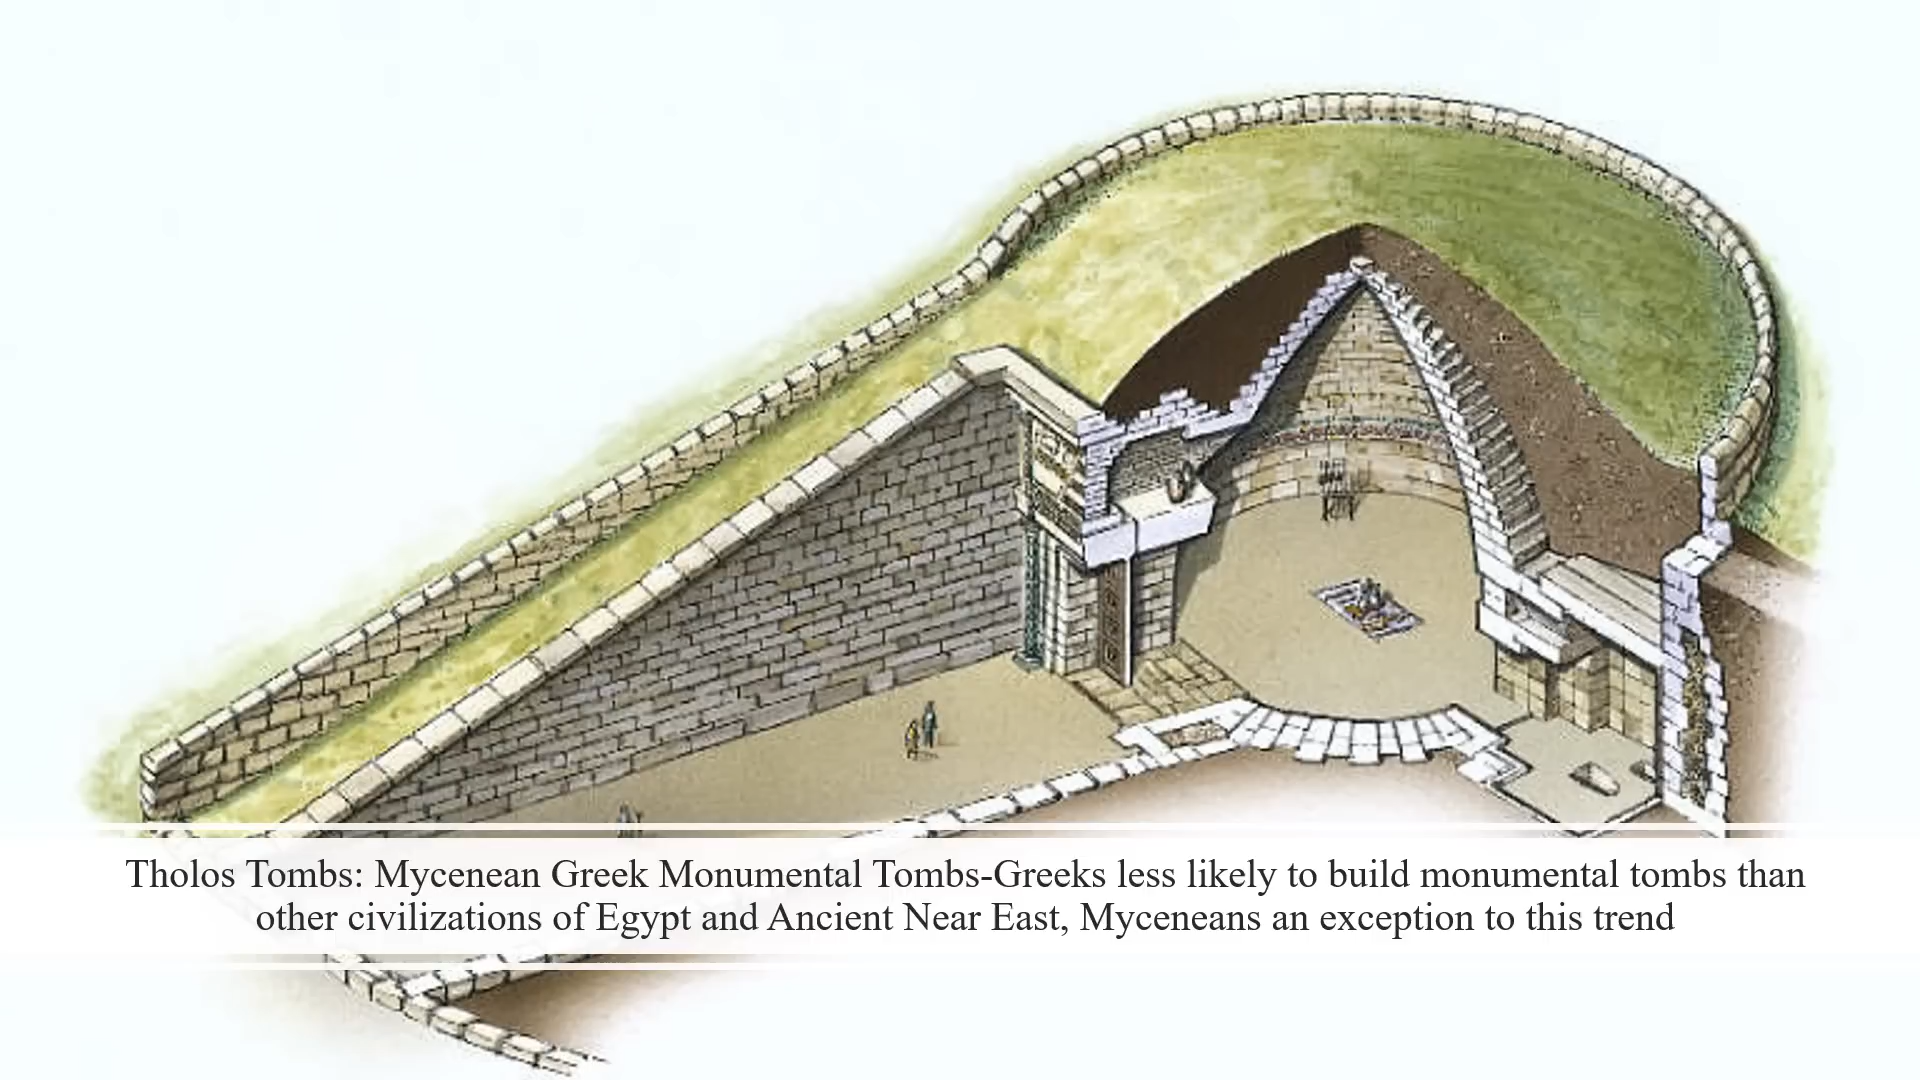 Tholos Tombs: Mycenean Greek Monumental Tombs-Greeks less likely to build monumental tombs than
other civilizations of Egypt and Ancient Near East, Myceneans an exception to this trend